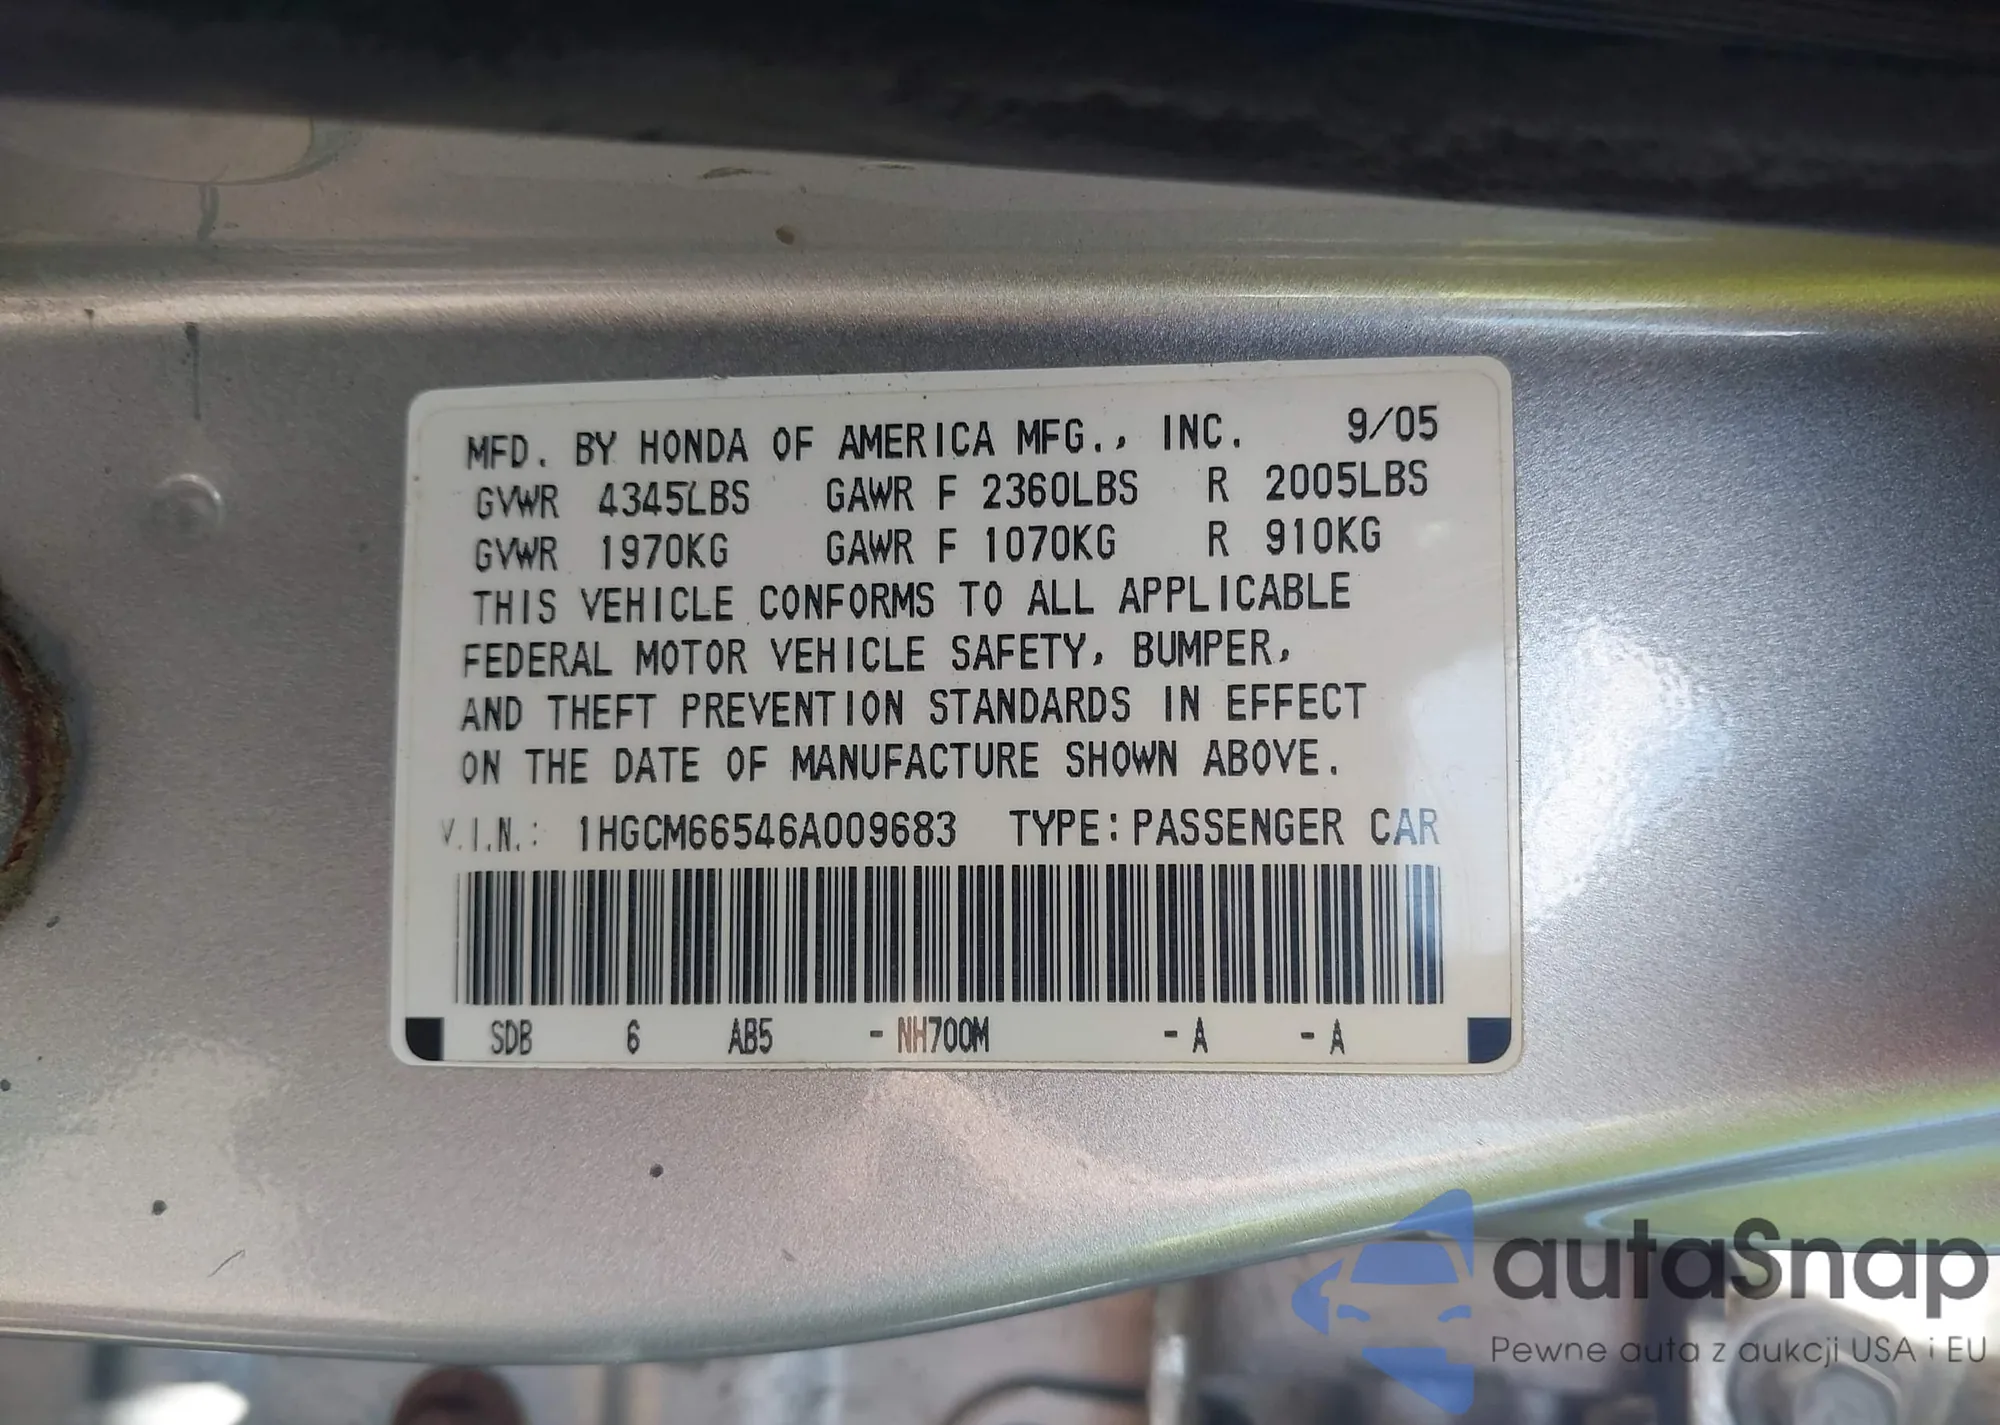 MFD. BY HONDA OF AMERICA MFG., INC. 9/05
GVWR 4345LBS GAWR F 2360LBS R 2005LBS
GVWR 1970KG GAWR F 1070KG R 910KG
THIS VEHICLE CONFORMS TO ALL APPLICABLE
FEDERAL MOTOR VEHICLE SAFETY, BUMPER,
AND THEFT PREVENTION STANDARDS IN EFFECT
ON THE DATE OF MANUFACTURE SHOWN ABOVE.
V.I.N.: 1HGCM66546A009683 TYPE: PASSENGER CAR
SDB 6 AB5 - NH700M - A - A
autaSnap
Pewne auta z aukcji USA i EU